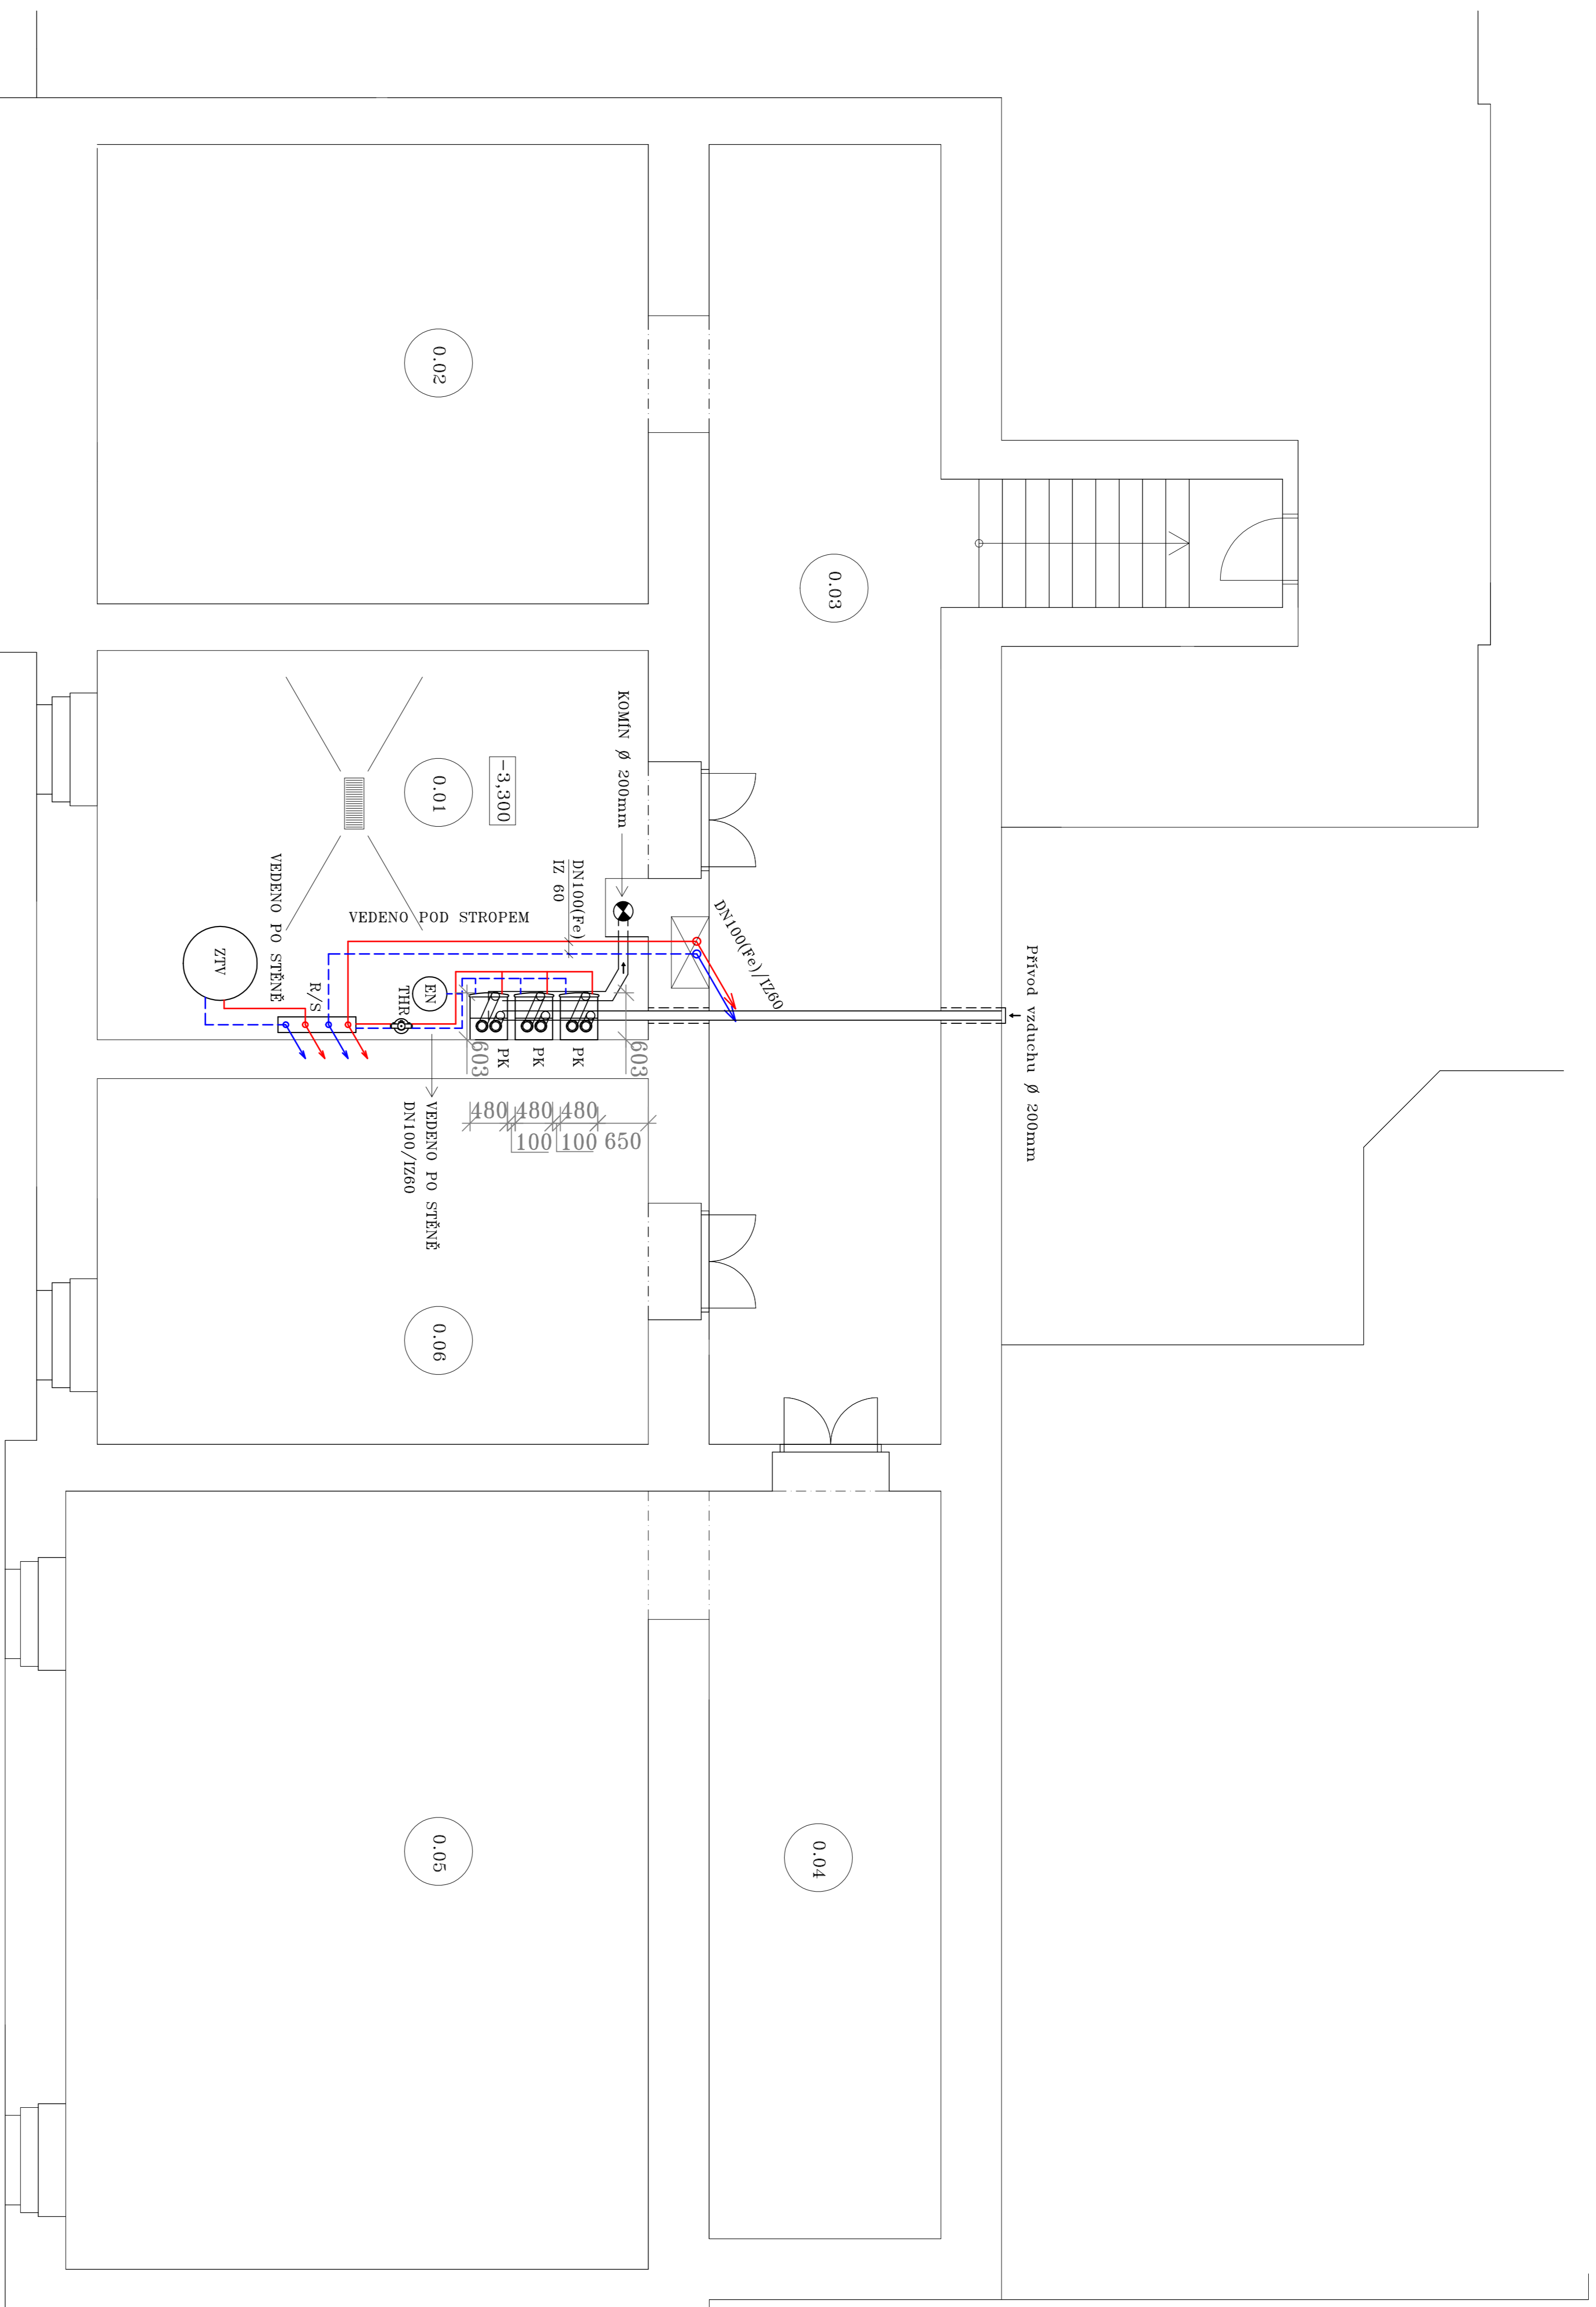 0.02
0.03
KOMÍN Ø 200mm
-3,300
0.01
DN100(Fe)
IZ 60
VEDENO POD STROPEM
DN100(Fe)/IZ60
Přívod vzduchu Ø 200mm
VEDENO PO STĚNĚ
ZTV
R/S
THR
EN
PK
PK
PK
603
603
480
480
480
100
100
650
VEDENO PO STĚNĚ
DN100/IZ60
0.06
0.05
0.04